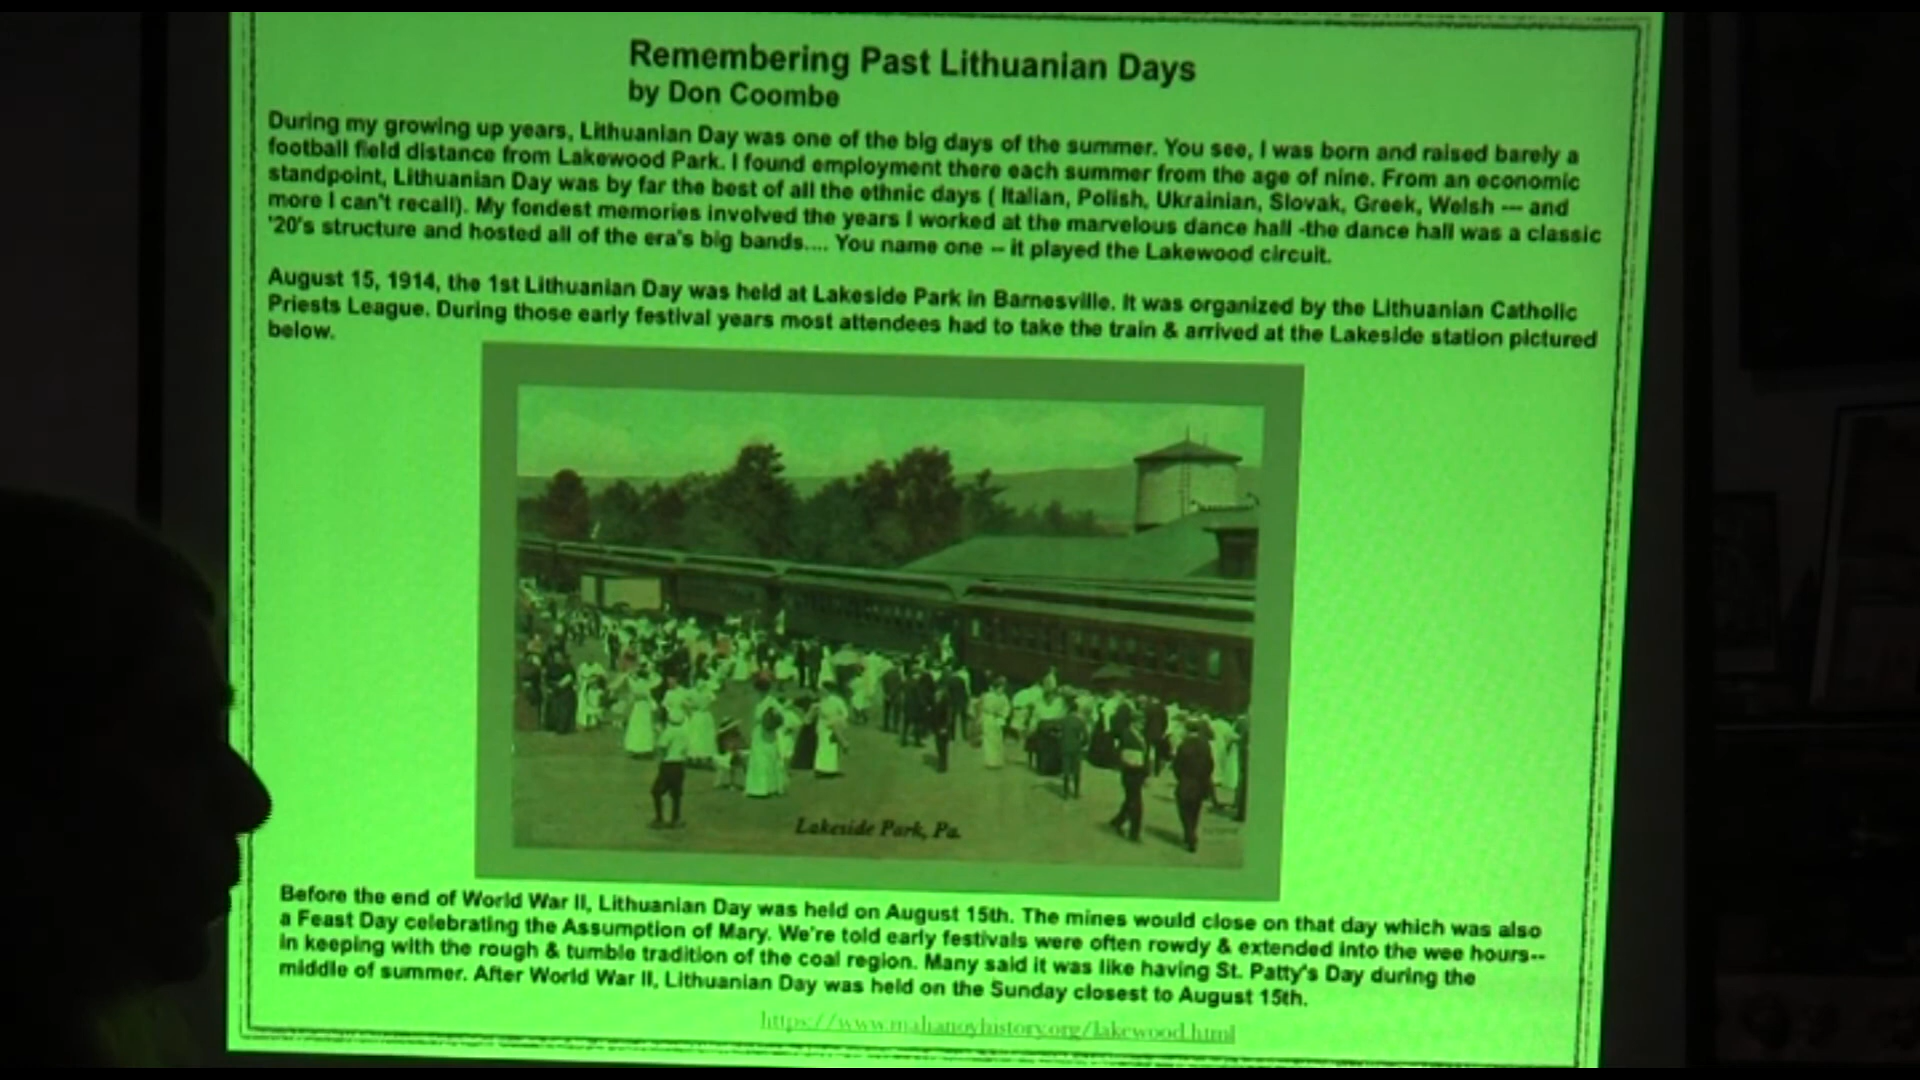 Remembering Past Lithuanian Days
by Don Coombe
During my growing up years, Lithuanian Day was one of the big days of the summer. You see, I was born and raised barely a
football field distance from Lakewood Park. I found employment there each summer from the age of nine. From an economic
standpoint, Lithuanian Day was by far the best of all the ethnic days ( Italian, Polish, Ukrainian, Slovak, Greek, Welsh --- and
more I can't recall). My fondest memories involved the years I worked at the marvelous dance hall -the dance hall was a classic
'20's structure and hosted all of the era's big bands.... You name one -- it played the Lakewood circuit.
August 15, 1914, the 1st Lithuanian Day was held at Lakeside Park in Barnesville. It was organized by the Lithuanian Catholic
Priests League. During those early festival years most attendees had to take the train & arrived at the Lakeside station pictured
below.
Lakeside Park, Pa.
Before the end of World War II, Lithuanian Day was held on August 15th. The mines would close on that day which was also
a Feast Day celebrating the Assumption of Mary. We're told early festivals were often rowdy & extended into the wee hours--
in keeping with the rough & tumble tradition of the coal region. Many said it was like having St. Patty's Day during the
middle of summer. After World War II, Lithuanian Day was held on the Sunday closest to August 15th.
https://www.mahanoyhistory.org/lakewood.html